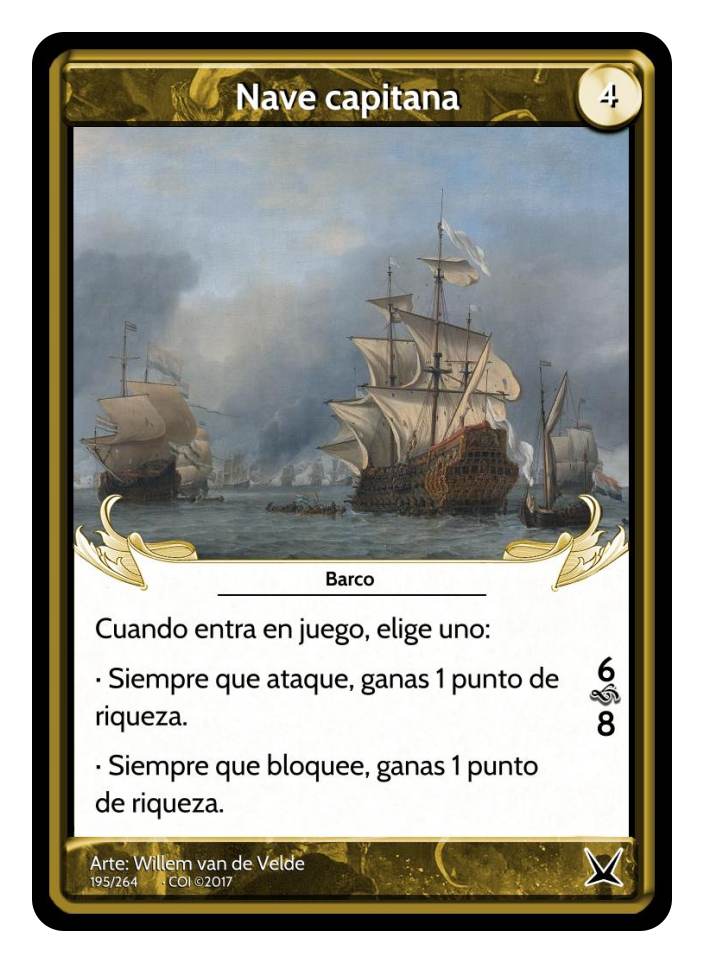 Nave capitana
4
Barco
Cuando entra en juego, elige uno:
· Siempre que ataque, ganas 1 punto de
riqueza.
6
8
· Siempre que bloquee, ganas 1 punto
de riqueza.
Arte: Willem van de Velde
195/264 · COI ©2017